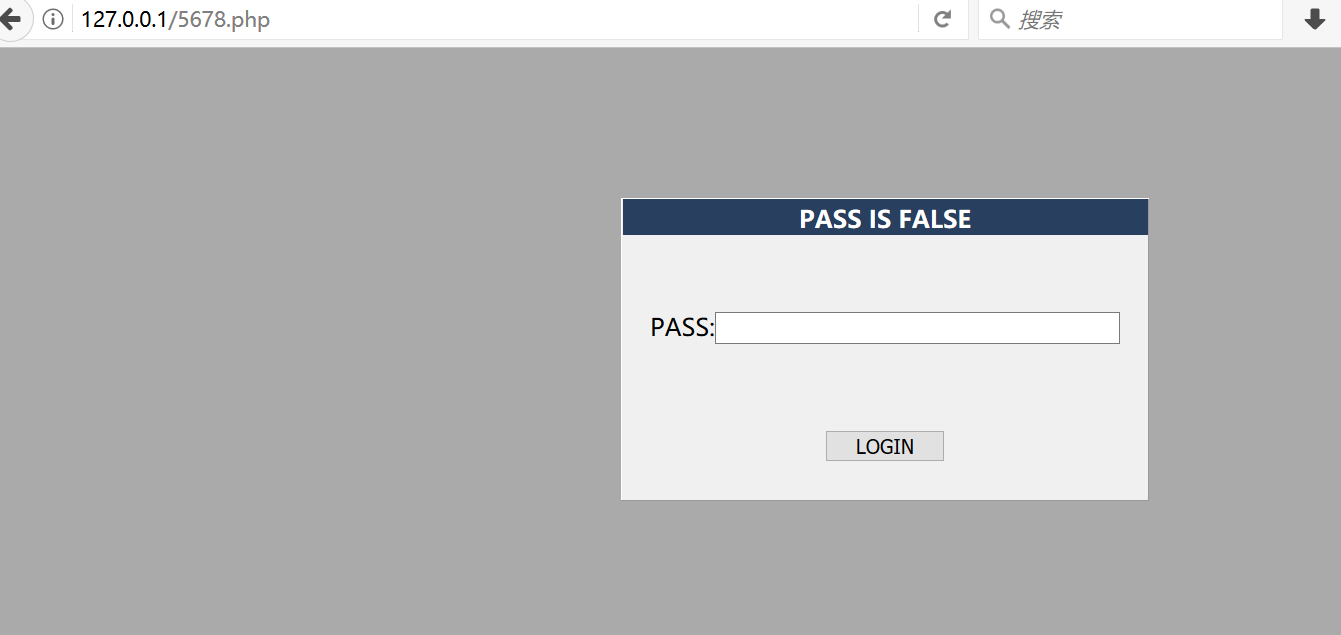 127.0.0.1/5678.php
搜索
PASS IS FALSE
PASS:
LOGIN